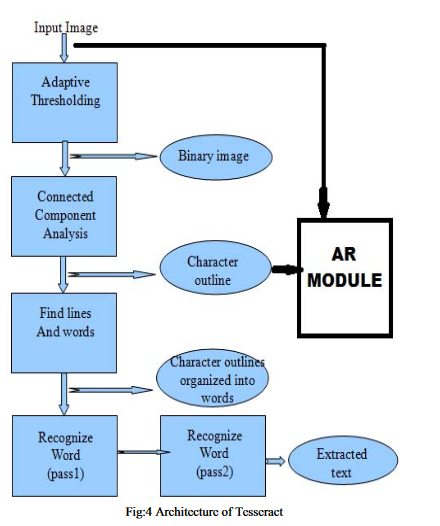 Input Image
Adaptive
Thresholding
Binary image
Connected
Component
Analysis
Character
outline
AR
MODULE
Find lines
And words
Character outlines
organized into
words
Recognize
Word
(pass1)
Recognize
Word
(pass2)
Extracted
text
Fig:4 Architecture of Tesseract